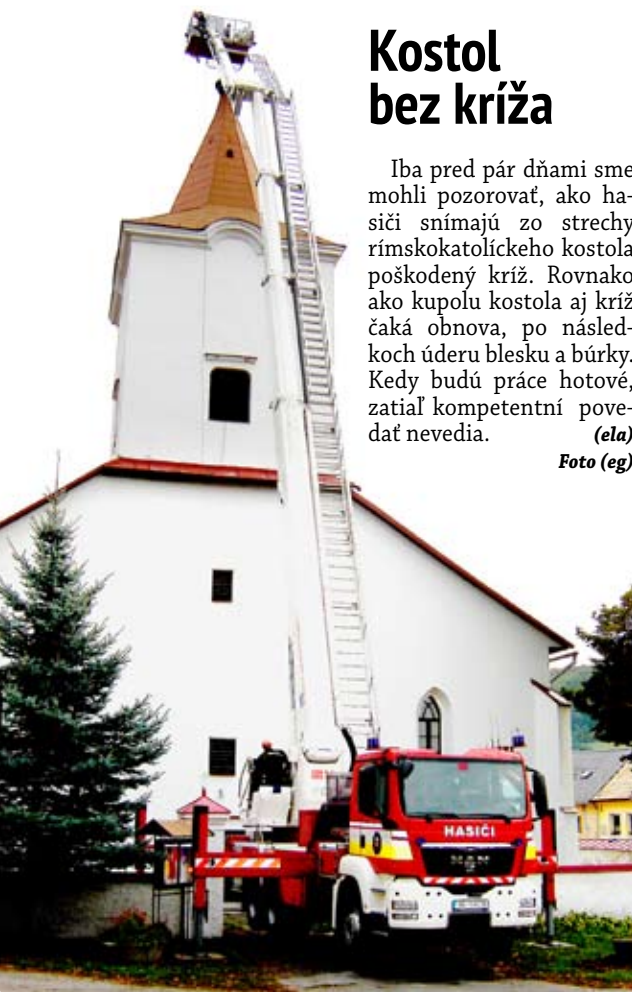 Kostol
bez kríža
Iba pred pár dňami sme
mohli pozorovať, ako ha-
siči snímajú zo strechy
rímskokatolíckeho kostola
poškodený kríž. Rovnako
ako kupolu kostola aj kríž
čaká obnova, po násled-
koch úderu blesku a búrky.
Kedy budú práce hotové,
zatiaľ kompetentní pove-
dať nevedia. (ela)
Foto (eg)
HASIČI
MAN